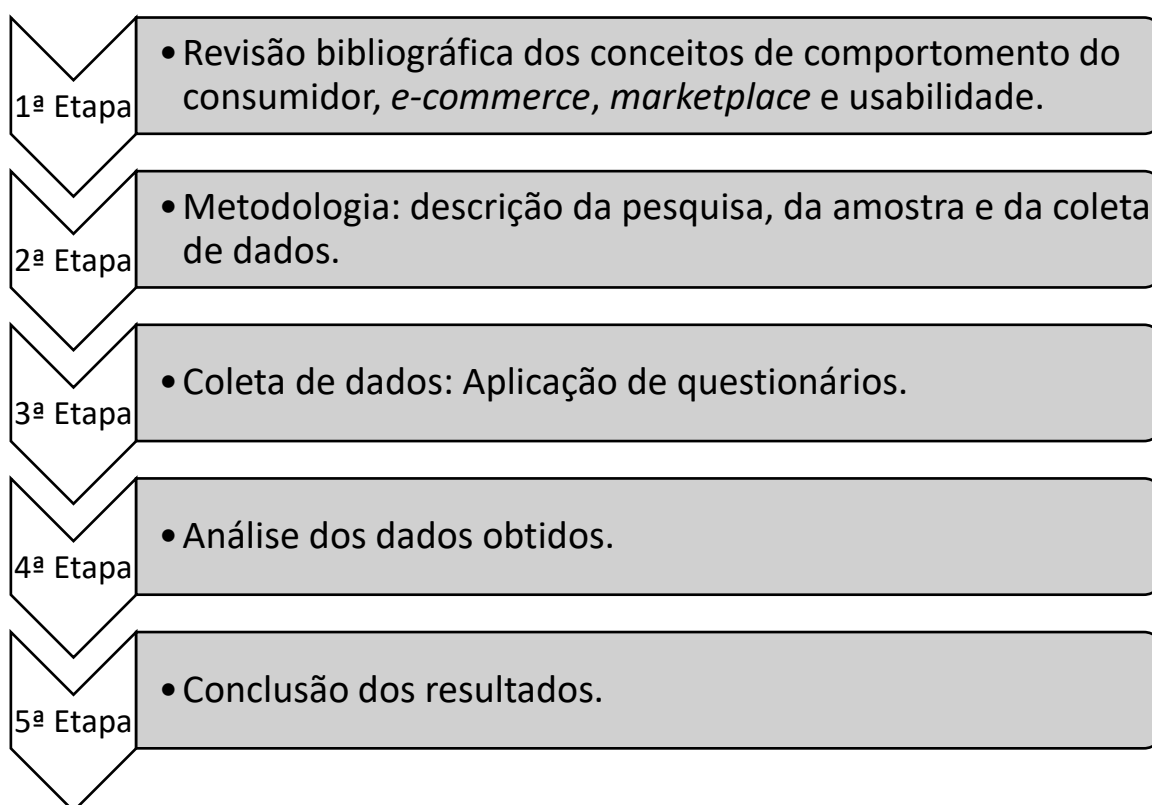 1ª Etapa
• Revisão bibliográfica dos conceitos de comportomento do
consumidor, e-commerce, marketplace e usabilidade.
2ª Etapa
• Metodologia: descrição da pesquisa, da amostra e da coleta
de dados.
3ª Etapa
• Coleta de dados: Aplicação de questionários.
4ª Etapa
• Análise dos dados obtidos.
5ª Etapa
• Conclusão dos resultados.